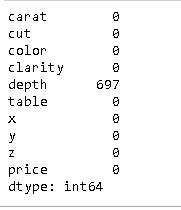 carat 0
cut 0
color 0
clarity 0
depth 697
table 0
x 0
y 0
z 0
price 0
dtype: int64